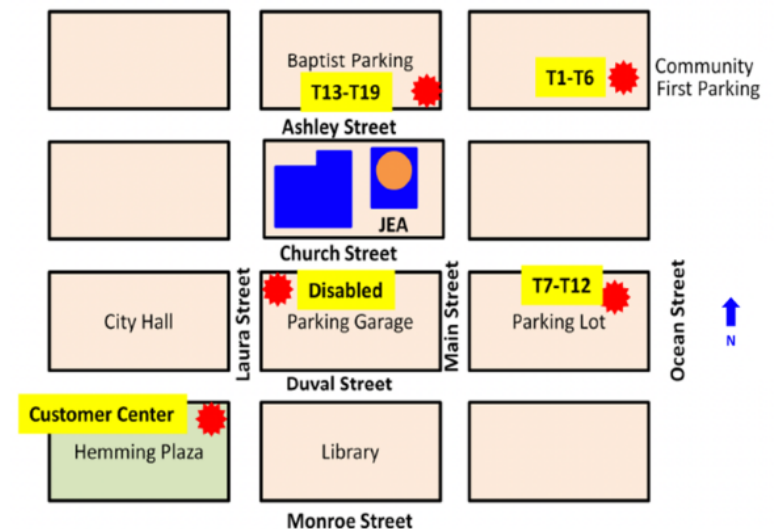 Baptist Parking
T13-T19
T1-T6
Community
First Parking
Ashley Street
JEA
Church Street
Laura Street
Disabled
Main Street
T7-T12
Ocean Street
City Hall
Parking Garage
Parking Lot
N
Duval Street
Customer Center
Hemming Plaza
Library
Monroe Street